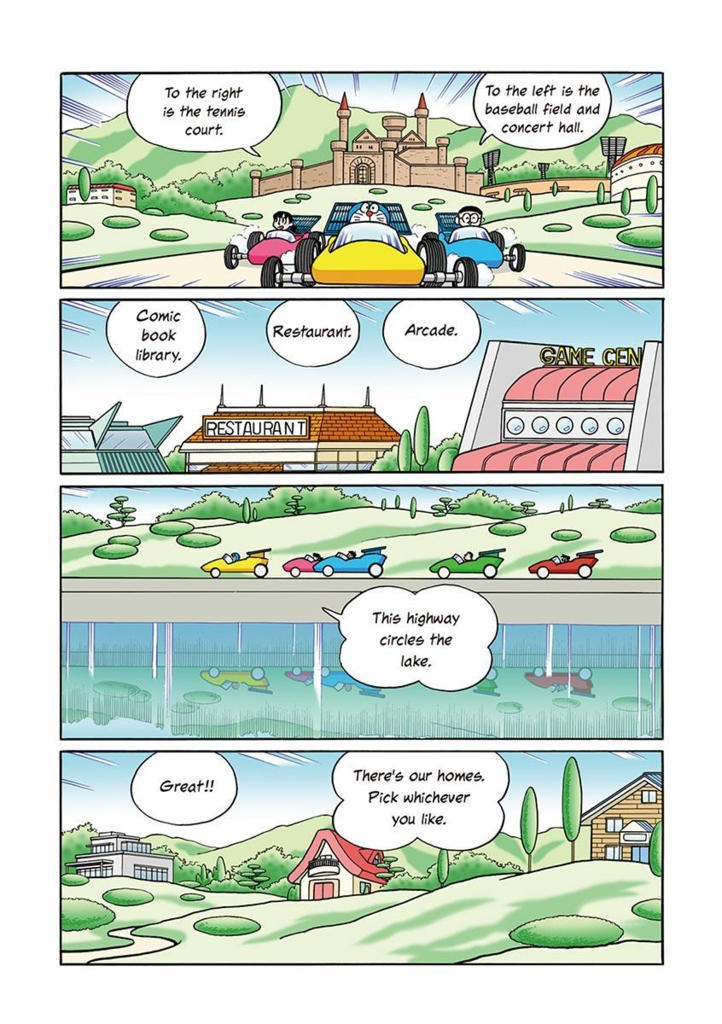 To the right
is the tennis
court.
To the left is the
baseball field and
concert hall.
Comic
book
library.
Restaurant.
Arcade.
RESTAURANT
GAME CEN
This highway
circles the
lake.
Great!!
There's our homes.
Pick whichever
you like.